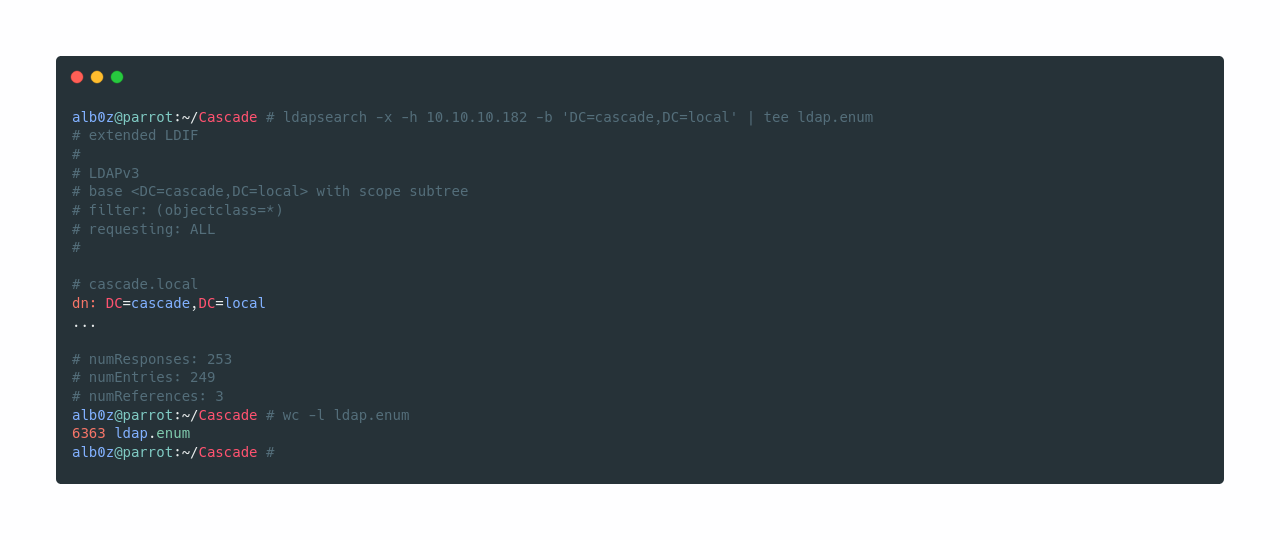 alb0z@parrot:~/Cascade # ldapsearch -x -h 10.10.10.182 -b 'DC=cascade,DC=local' | tee ldap.enum
# extended LDIF
#
# LDAPv3
# base <DC=cascade,DC=local> with scope subtree
# filter: (objectclass=*)
# requesting: ALL
#
# cascade.local
dn: DC=cascade,DC=local
...
# numResponses: 253
# numEntries: 249
# numReferences: 3
alb0z@parrot:~/Cascade # wc -l ldap.enum
6363 ldap.enum
alb0z@parrot:~/Cascade #